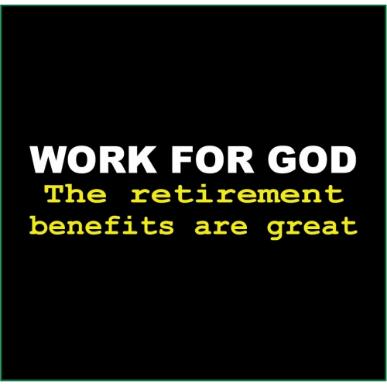 WORK FOR GOD
The retirement
benefits are great